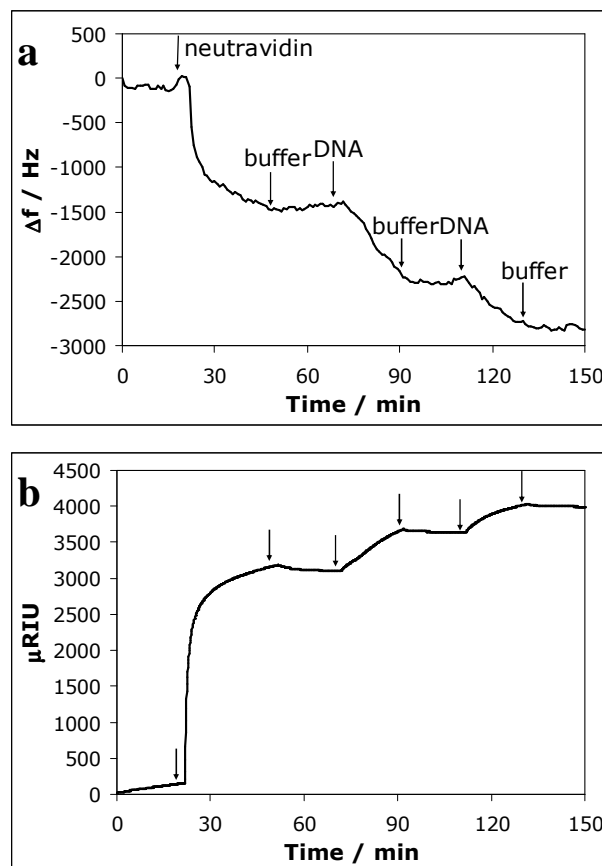 a
500
0
-500
-1000
-1500
-2000
-2500
-3000
Δf / Hz
neutravidin
buffer DNA
buffer DNA
buffer
0 30 60 90 120 150
Time / min
b
4500
4000
3500
3000
2500
2000
1500
1000
500
0
μRIU
0 30 60 90 120 150
Time / min